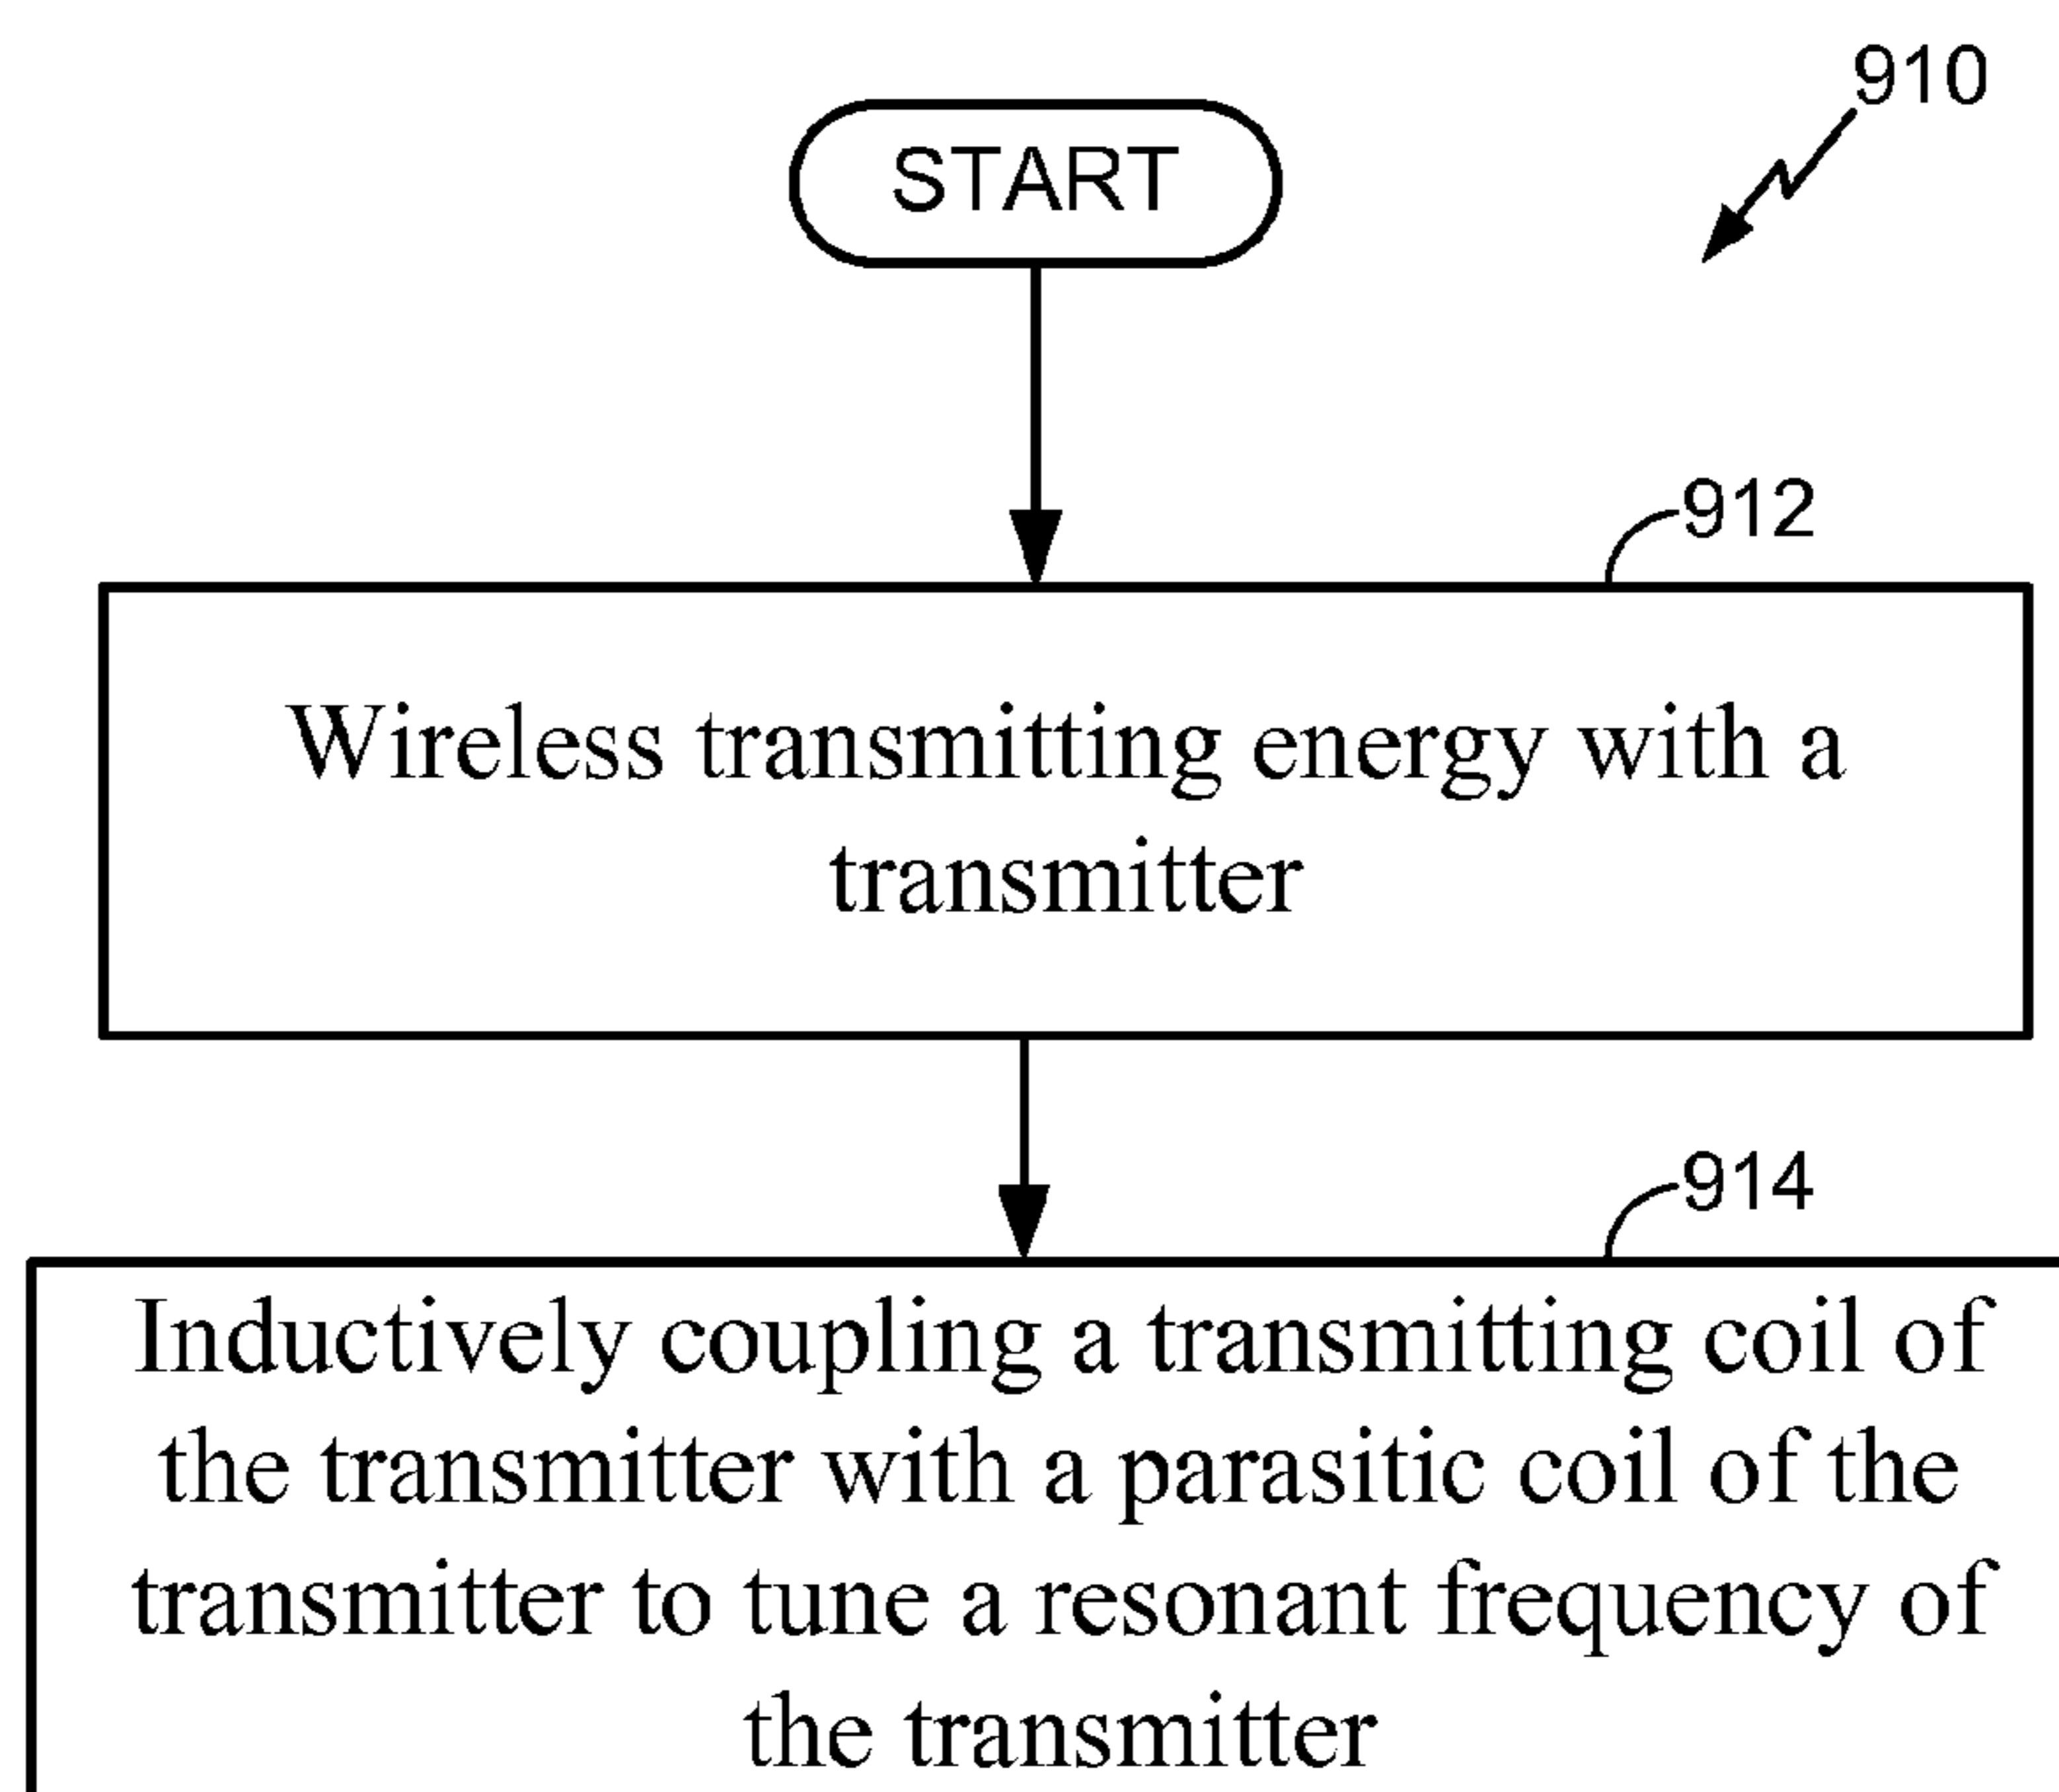 910
START
912
Wireless transmitting energy with a
transmitter
914
Inductively coupling a transmitting coil of
the transmitter with a parasitic coil of the
transmitter to tune a resonant frequency of
the transmitter